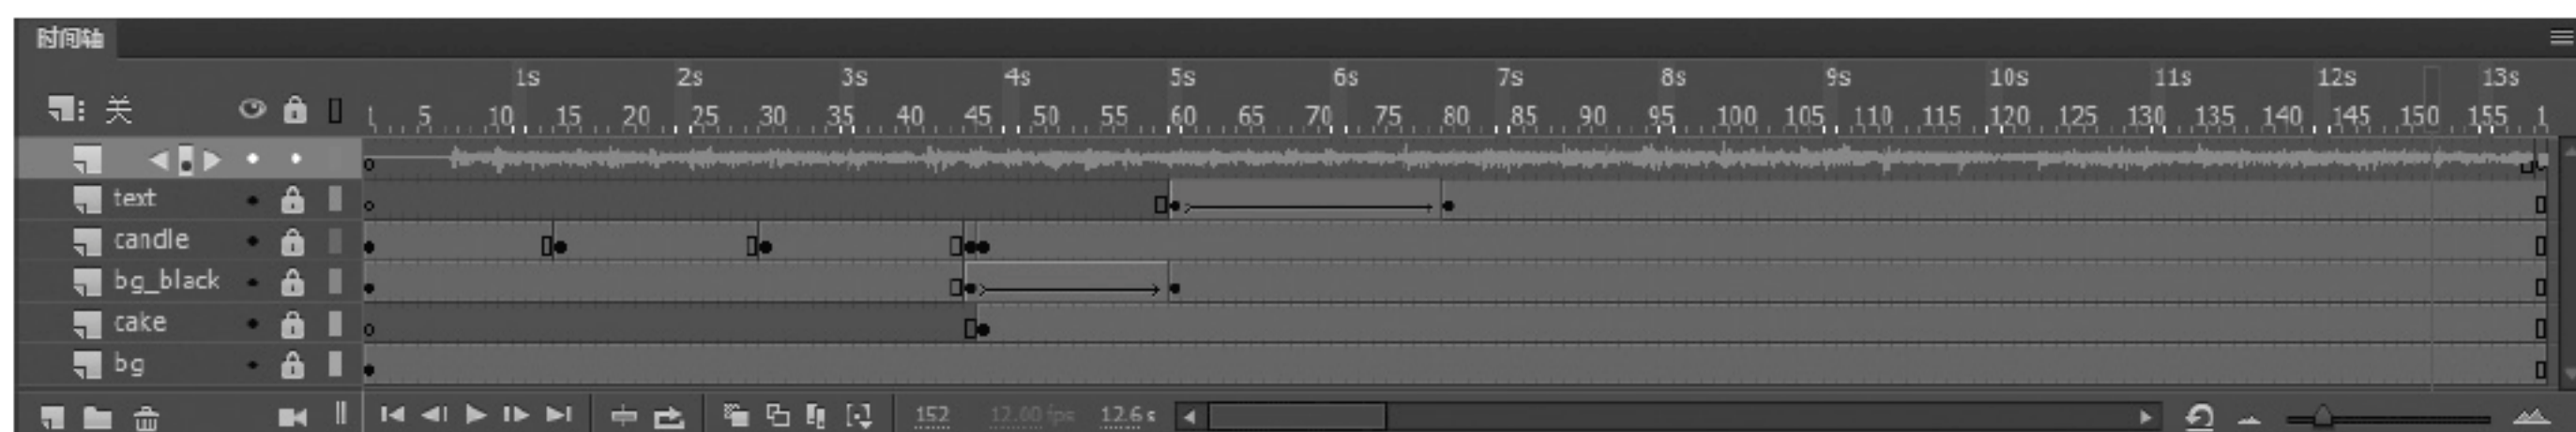 时间轴
1s 2s 3s 4s 5s 6s 7s 8s 9s 10s 11s 12s 13s
关 1 5 10 15 20 25 30 35 40 45 50 55 60 65 70 75 80 85 90 95 100 105 110 115 120 125 130 135 140 145 150 155 1
text
candle
bg_black
cake
bg
152 12.00 fps 12.6 s